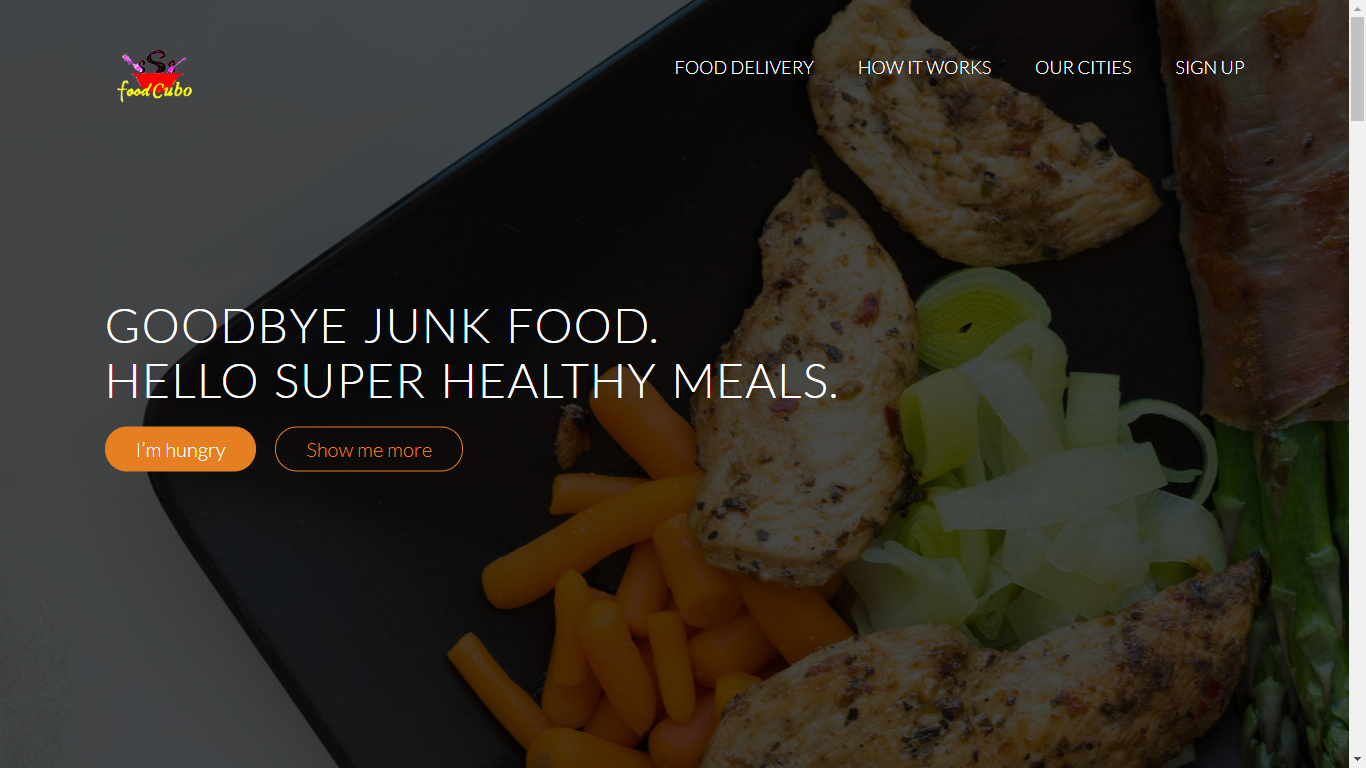 foodCubo
FOOD DELIVERY HOW IT WORKS OUR CITIES SIGN UP
GOODBYE JUNK FOOD.
HELLO SUPER HEALTHY MEALS.
I'm hungry Show me more